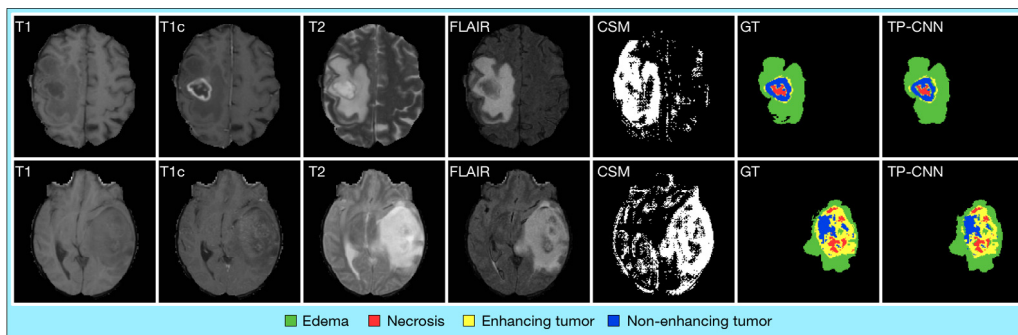 T1 T1c T2 FLAIR CSM GT TP-CNN
T1 T1c T2 FLAIR CSM GT TP-CNN
Edema Necrosis Enhancing tumor Non-enhancing tumor